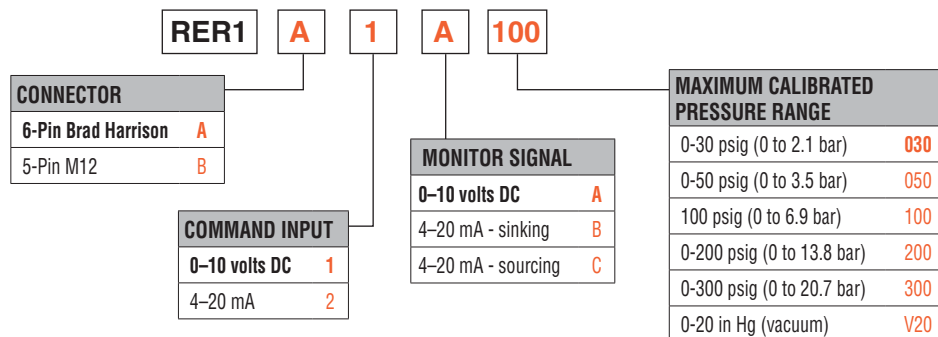 RER1 A 1 A 100
CONNECTOR
6-Pin Brad Harrison A
5-Pin M12 B
COMMAND INPUT
0–10 volts DC 1
4–20 mA 2
MONITOR SIGNAL
0–10 volts DC A
4–20 mA - sinking B
4–20 mA - sourcing C
MAXIMUM CALIBRATED
PRESSURE RANGE
0-30 psig (0 to 2.1 bar) 030
0-50 psig (0 to 3.5 bar) 050
100 psig (0 to 6.9 bar) 100
0-200 psig (0 to 13.8 bar) 200
0-300 psig (0 to 20.7 bar) 300
0-20 in Hg (vacuum) V20